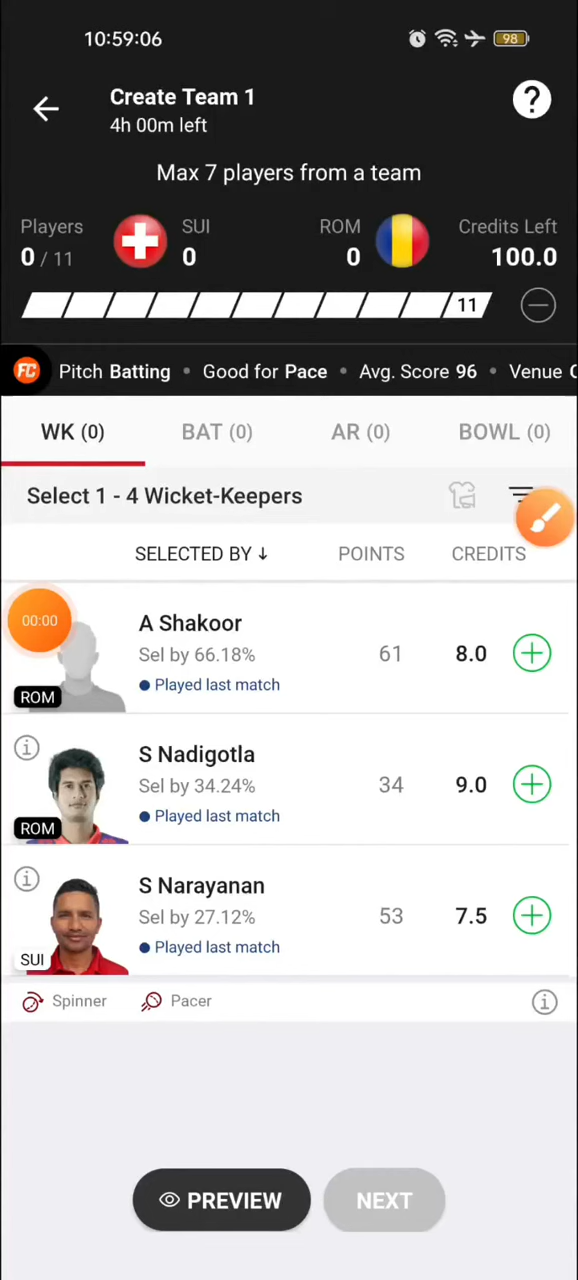 10:59:06
98
Create Team 1
4h 00m left
?
Max 7 players from a team
Players SUI ROM Credits Left
0 / 11 0 0 100.0
11
FC Pitch Batting • Good for Pace • Avg. Score 96 • Venue
WK (0) BAT (0) AR (0) BOWL (0)
Select 1 - 4 Wicket-Keepers
SELECTED BY ↓ POINTS CREDITS
00:00
A Shakoor
Sel by 66.18% 61 8.0
Played last match
ROM
S Nadigotla
Sel by 34.24% 34 9.0
Played last match
ROM
S Narayanan
Sel by 27.12% 53 7.5
Played last match
SUI
Spinner Pacer
PREVIEW NEXT